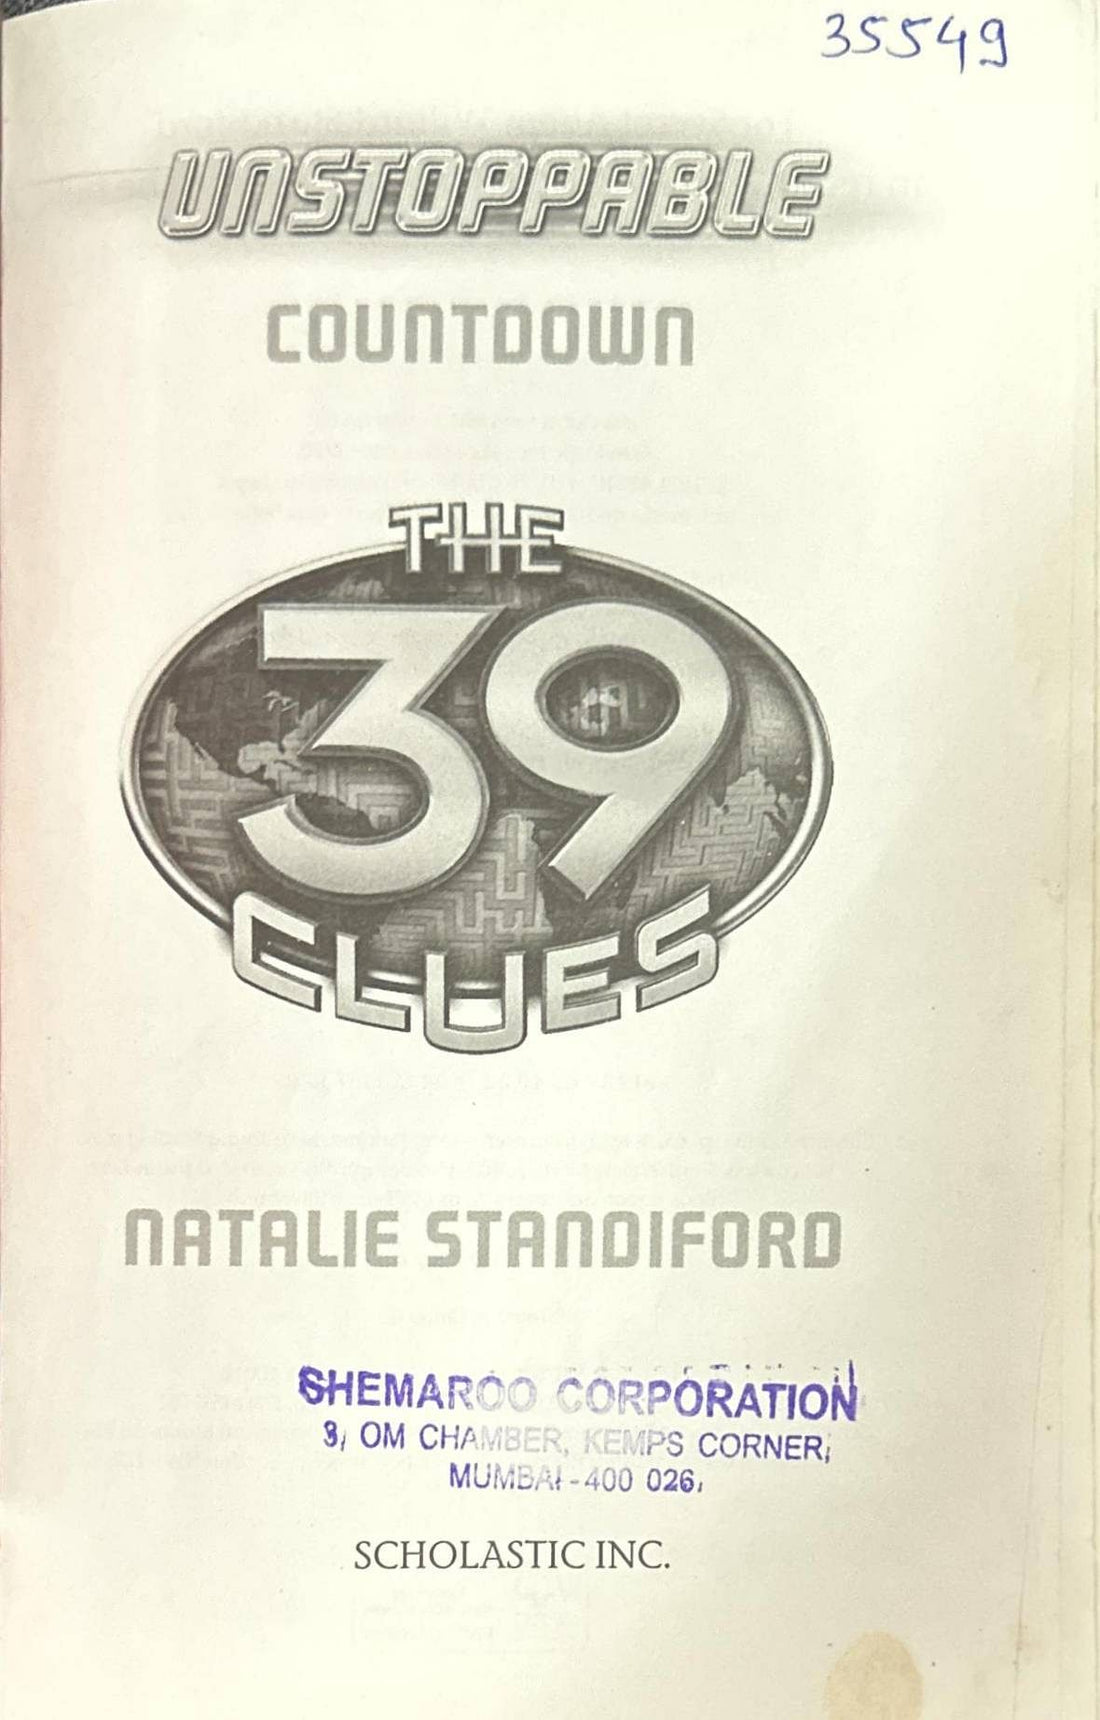 35549
UNSTOPPABLE
COUNTDOWN
THE
39
CLUES
NATALIE STANDIFORD
SHEMAROO CORPORATION
3, OM CHAMBER, KEMPS CORNER,
MUMBAI-400 026.
SCHOLASTIC INC.